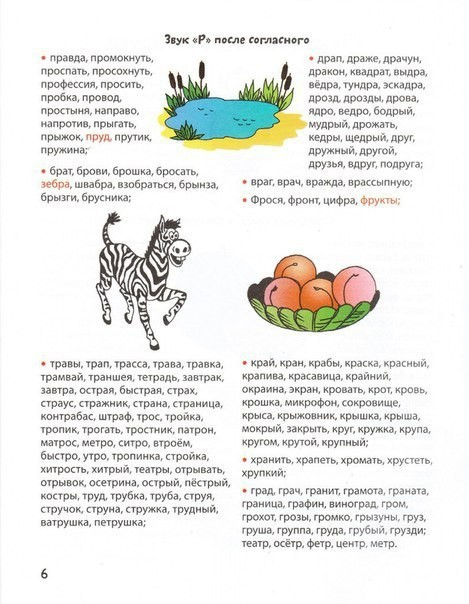 Звук «Р» после согласного
• правда, промокнуть,
проспать, просохнуть,
профессия, просить,
пробка, провод,
простыня, направо,
напротив, прыгать,
прыжок, пруд, прутик,
пружина;
• брат, брови, брошка, бросать,
зебра, швабра, взобраться, брынза,
брызги, брусника;
• драп, драже, драчун,
дракон, квадрат, выдра,
вёдра, тундра, эскадра,
дрозд, дрозды, дрова,
ядро, ведро, бодрый,
мудрый, дрожать,
кедры, щедрый, друг,
дружный, другой,
друзья, вдруг, подруга;
• враг, врач, вражда, врассыпную;
• Фрося, фронт, цифра, фрукты;
• травы, трап, трасса, трава, травка,
трамвай, траншея, тетрадь, завтрак,
завтра, острая, быстрая, страх,
страус, стражник, страна, страница,
контрабас, штраф, трос, тройка,
тропик, трогать, тростник, патрон,
матрос, метро, ситро, втроём,
быстро, утро, тропинка, стройка,
хитрость, хитрый, театры, отрывать,
отрывок, осетрина, острый, пёстрый,
костры, труд, трубка, труба, струя,
стручок, струна, стружка, трудный,
ватрушка, петрушка;
• край, кран, крабы, краска, красный,
крапива, красавица, крайний,
окраина, экран, кровать, крот, кровь,
крошка, микрофон, сокровище,
крыса, крыжовник, крышка, крыша,
мокрый, закрыть, круг, кружка, крупа,
кругом, крутой, крупный;
• хранить, храпеть, хромать, хрустеть,
хрупкий;
• град, грач, гранит, грамота, граната,
граница, графин, виноград, гром,
грохот, грозы, громко, грызуны, груз,
груша, группа, груда, грубый, грузди;
театр, осётр, фетр, центр, метр.
6